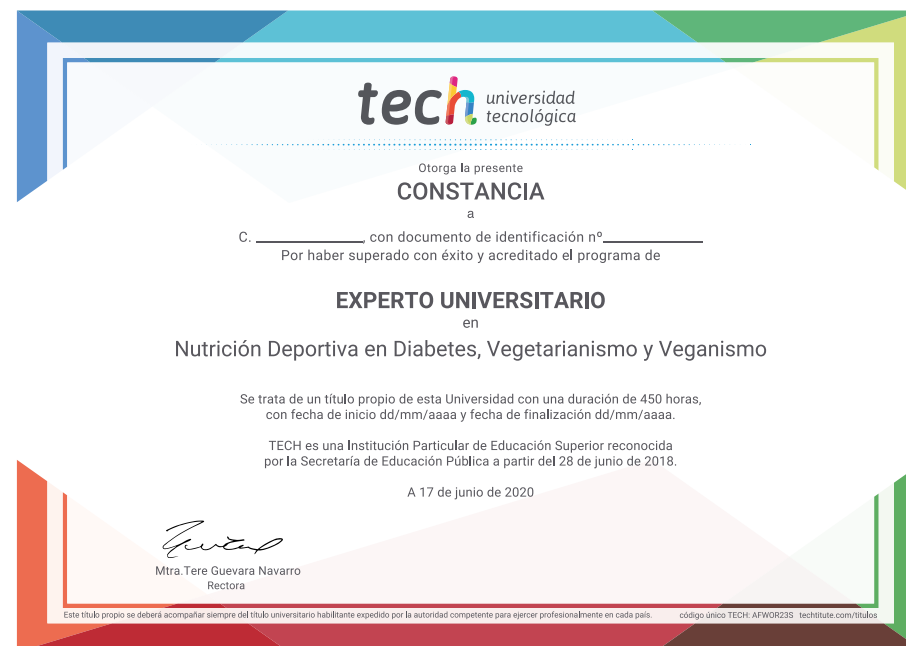 tech universidad
tecnológica
Otorga la presente
CONSTANCIA
a
C. ______________, con documento de identificación nº_____________
Por haber superado con éxito y acreditado el programa de
EXPERTO UNIVERSITARIO
en
Nutrición Deportiva en Diabetes, Vegetarianismo y Veganismo
Se trata de un título propio de esta Universidad con una duración de 450 horas,
con fecha de inicio dd/mm/aaaa y fecha de finalización dd/mm/aaaa.
TECH es una Institución Particular de Educación Superior reconocida
por la Secretaría de Educación Pública a partir del 28 de junio de 2018.
A 17 de junio de 2020
Mtra.Tere Guevara Navarro
Rectora
Este título propio se deberá acompañar siempre del título universitario habilitante expedido por la autoridad competente para ejercer profesionalmente en cada país. código único TECH: AFWOR23S techtitute.com/títulos